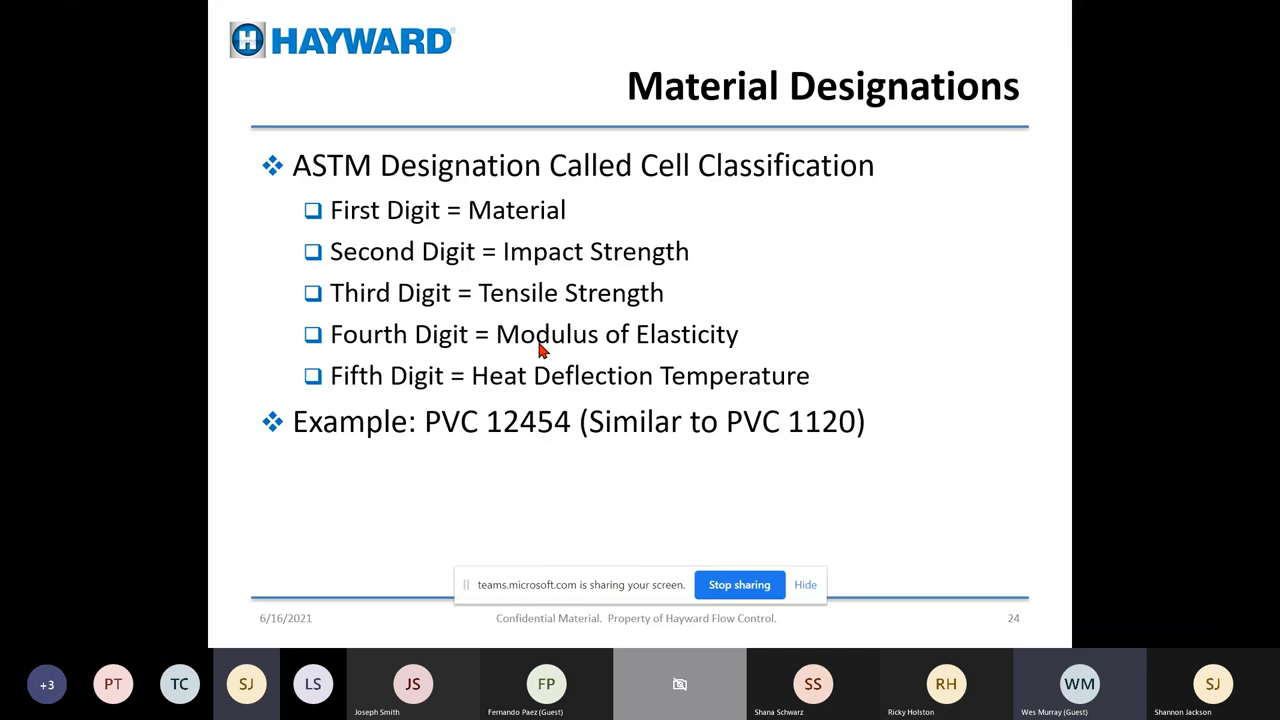 HAYWARD
Material Designations
ASTM Designation Called Cell Classification
First Digit = Material
Second Digit = Impact Strength
Third Digit = Tensile Strength
Fourth Digit = Modulus of Elasticity
Fifth Digit = Heat Deflection Temperature
Example: PVC 12454 (Similar to PVC 1120)
teams.microsoft.com is sharing your screen. Stop sharing Hide
6/16/2021 Confidential Material. Property of Hayward Flow Control. 24
+3 PT TC SJ LS JS FP SS RH WM SJ
Joseph Smith Fernando Paez (Guest) Shana Schwarz Ricky Holston Wes Murray (Guest) Shannon Jackson